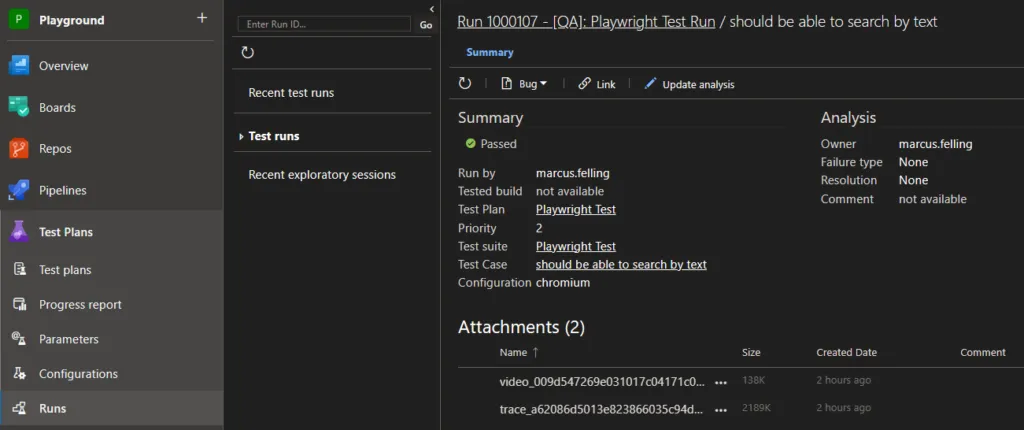 P Playground +
Overview
Boards
Repos
Pipelines
Test Plans
Test plans
Progress report
Parameters
Configurations
Runs
Enter Run ID...
Go
Recent test runs
Test runs
Recent exploratory sessions
Run 1000107 - [QA]: Playwright Test Run / should be able to search by text
Summary
Bug
Link
Update analysis
Summary
Passed
Run by marcus.felling
Tested build not available
Test Plan Playwright Test
Priority 2
Test suite Playwright Test
Test Case should be able to search by text
Configuration chromium
Analysis
Owner marcus.felling
Failure type None
Resolution None
Comment not available
Attachments (2)
Name ↑ Size Created Date Comment
video_009d547269e031017c04171c0... ••• 138K 2 hours ago
trace_a62086d5013e823866035c94d... ••• 2189K 2 hours ago